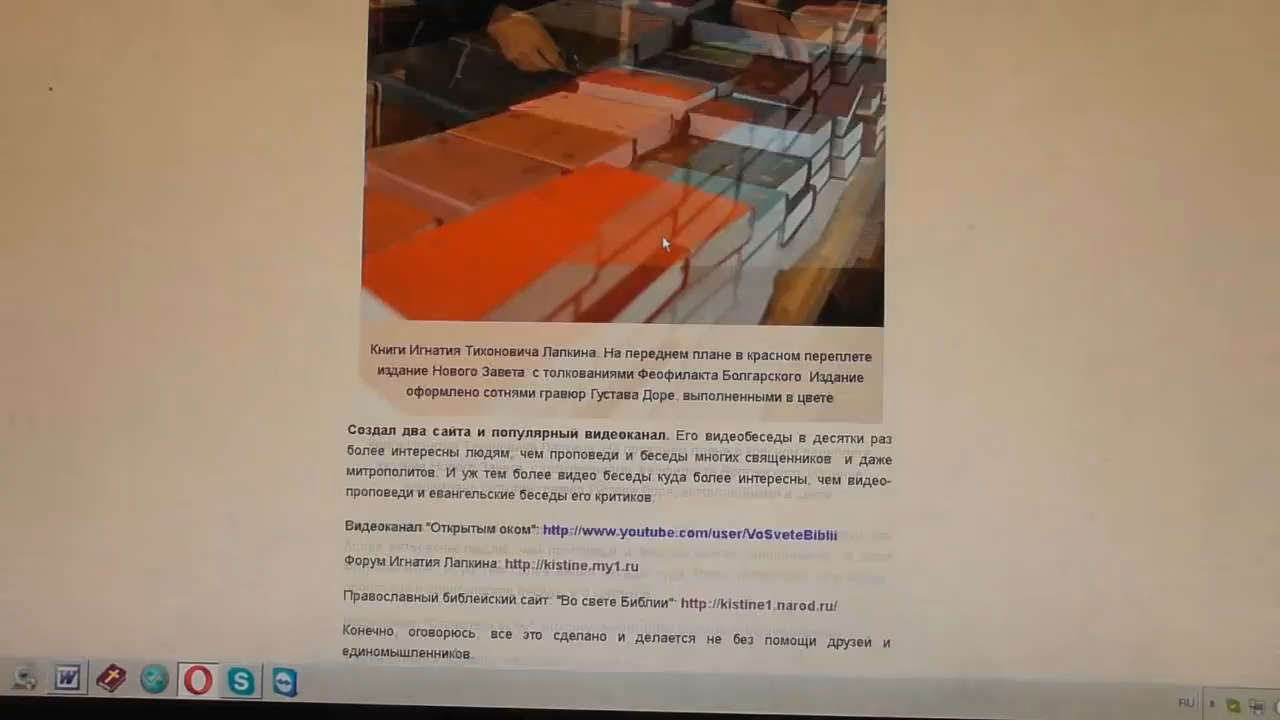 Книги Игнатия Тихоновича Лапкина. На переднем плане в красном переплете
издание Нового Завета с толкованиями Феофилакта Болгарского. Издание
оформлено сотнями гравюр Густава Доре, выполненными в цвете
Создал два сайта и популярный видеоканал. Его видеобеседы в десятки раз
более интересны людям, чем проповеди и беседы многих священников и даже
митрополитов. И уж тем более видео беседы куда более интересны, чем видео-
проповеди и евангельские беседы его критиков.
Видеоканал "Открытым оком": http://www.youtube.com/user/VoSveteBiblii
Форум Игнатия Лапкина: http://kistine.my1.ru
Православный библейский сайт: "Во свете Библии": http://kistine1.narod.ru/
Конечно, оговорюсь, все это сделано и делается не без помощи друзей и
единомышленников.
RU